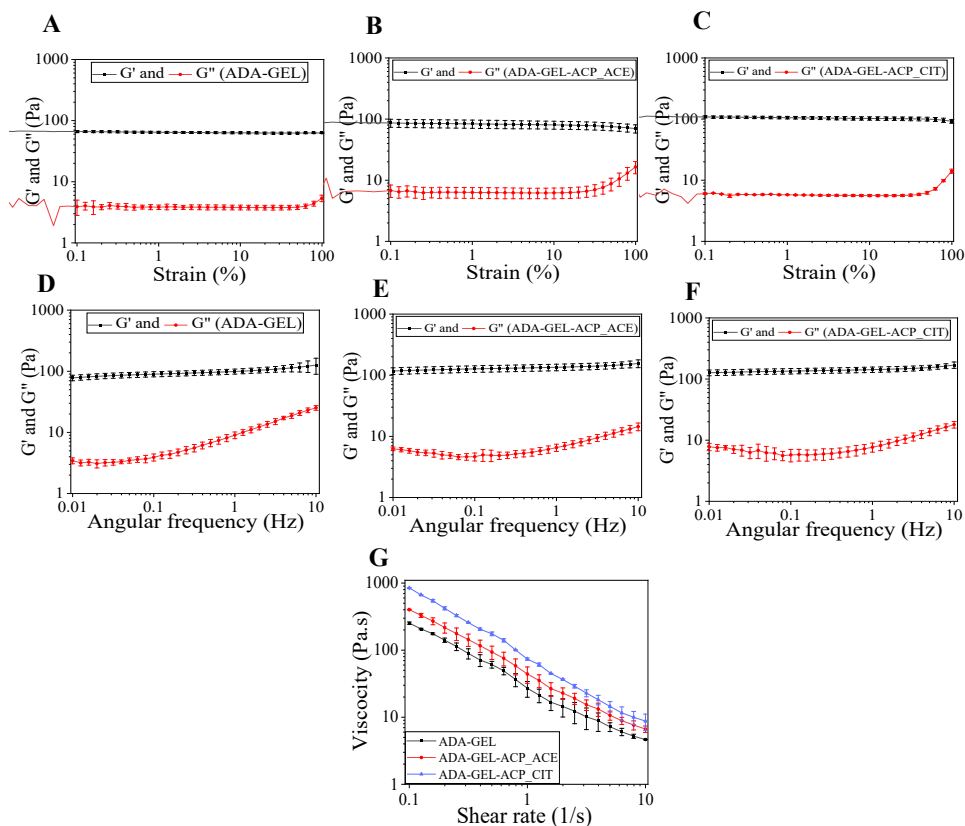 A
1000
G' and G" (ADA-GEL)
100
10
1
G' and G'' (Pa)
0.1 1 10 100
Strain (%)
B
1000
G' and G" (ADA-GEL-ACP_ACE)
100
10
1
G' and G'' (Pa)
0.1 1 10 100
Strain (%)
C
1000
G' and G" (ADA-GEL-ACP_CIT)
100
10
1
G' and G'' (Pa)
0.1 1 10 100
Strain (%)
D
1000
G' and G" (ADA-GEL)
100
10
1
G' and G'' (Pa)
0.01 0.1 1 10
Angular frequency (Hz)
E
1000
G' and G" (ADA-GEL-ACP_ACE)
100
10
1
G' and G'' (Pa)
0.01 0.1 1 10
Angular frequency (Hz)
F
1000
G' and G" (ADA-GEL-ACP_CIT)
100
10
1
G' and G'' (Pa)
0.01 0.1 1 10
Angular frequency (Hz)
G
1000
100
10
1
Viscocity (Pa.s)
ADA-GEL
ADA-GEL-ACP_ACE
ADA-GEL-ACP_CIT
0.1 1 10
Shear rate (1/s)